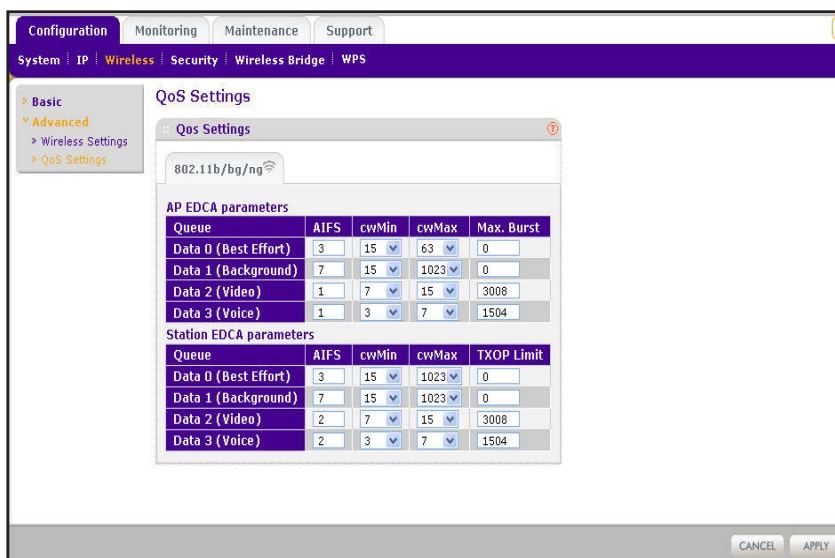 Configuration Monitoring Maintenance Support
System IP Wireless Security Wireless Bridge WPS
Basic
Advanced
Wireless Settings
QoS Settings
QoS Settings
Qos Settings ?
802.11b/bg/ng
AP EDCA parameters
Queue AIFS cwMin cwMax Max. Burst
Data 0 (Best Effort) 3 15 63 0
Data 1 (Background) 7 15 1023 0
Data 2 (Video) 1 7 15 3008
Data 3 (Voice) 1 3 7 1504
Station EDCA parameters
Queue AIFS cwMin cwMax TXOP Limit
Data 0 (Best Effort) 3 15 1023 0
Data 1 (Background) 7 15 1023 0
Data 2 (Video) 2 7 15 3008
Data 3 (Voice) 2 3 7 1504
CANCEL APPLY